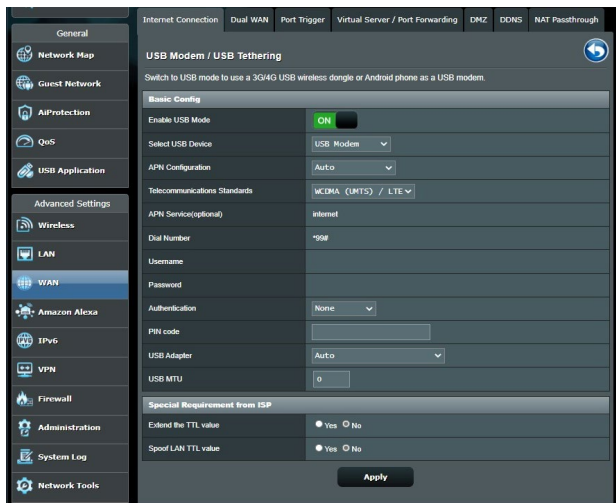 Internet Connection Dual WAN Port Trigger Virtual Server / Port Forwarding DMZ DDNS NAT Passthrough
General
Network Map
Guest Network
AiProtection
QoS
USB Application
Advanced Settings
Wireless
LAN
WAN
Amazon Alexa
IPv6
VPN
Firewall
Administration
System Log
Network Tools
USB Modem / USB Tethering
Switch to USB mode to use a 3G/4G USB wireless dongle or Android phone as a USB modem.
Basic Config
Enable USB Mode ON
Select USB Device USB Modem
APN Configuration Auto
Telecommunications Standards WCDMA (UMTS) / LTE
APN Service(optional) internet
Dial Number *99#
Username
Password
Authentication None
PIN code
USB Adapter Auto
USB MTU 0
Special Requirement from ISP
Extend the TTL value Yes No
Spoof LAN TTL value Yes No
Apply